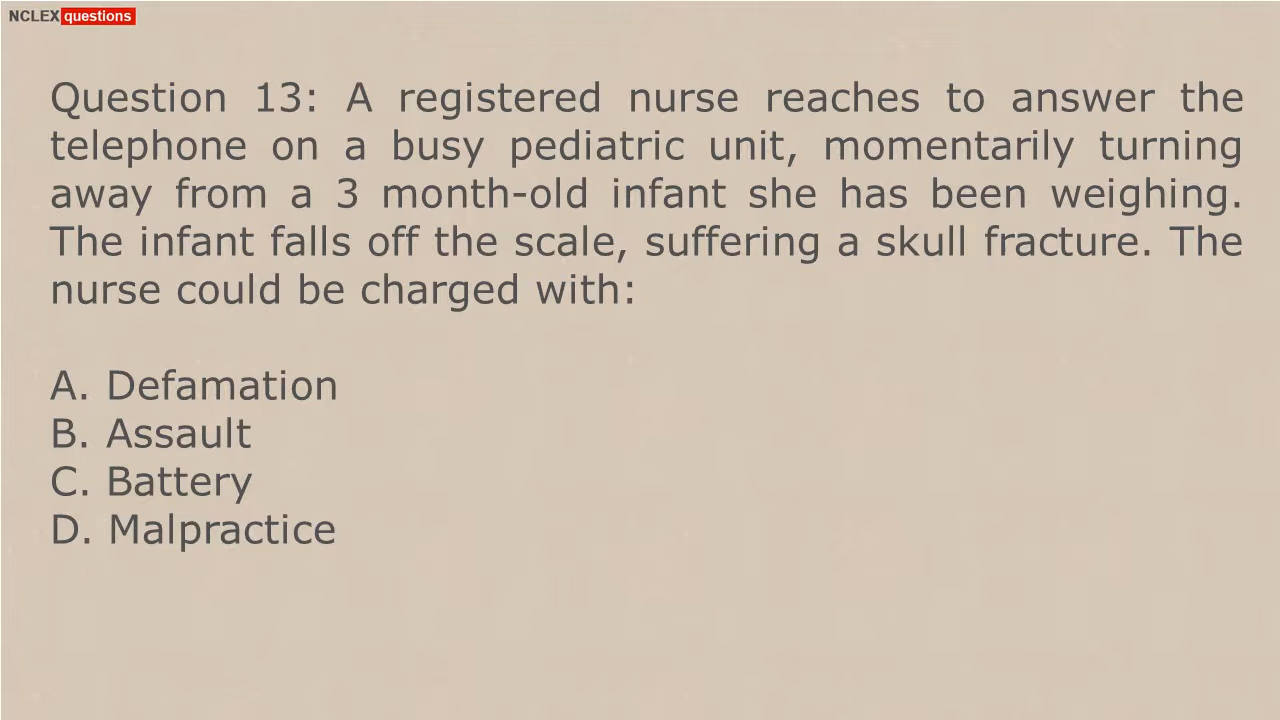 NCLEX questions
Question 13: A registered nurse reaches to answer the
telephone on a busy pediatric unit, momentarily turning
away from a 3 month-old infant she has been weighing.
The infant falls off the scale, suffering a skull fracture. The
nurse could be charged with:
A. Defamation
B. Assault
C. Battery
D. Malpractice